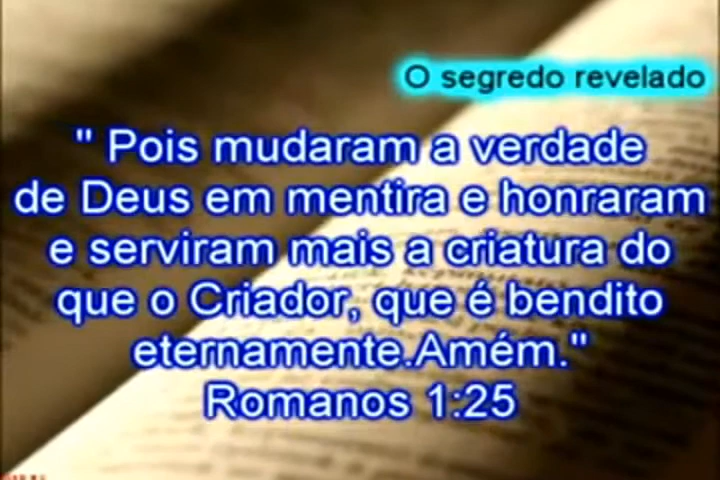 O segredo revelado
" Pois mudaram a verdade
de Deus em mentira e honraram
e serviram mais a criatura do
que o Criador, que é bendito
eternamente.Amém."
Romanos 1:25